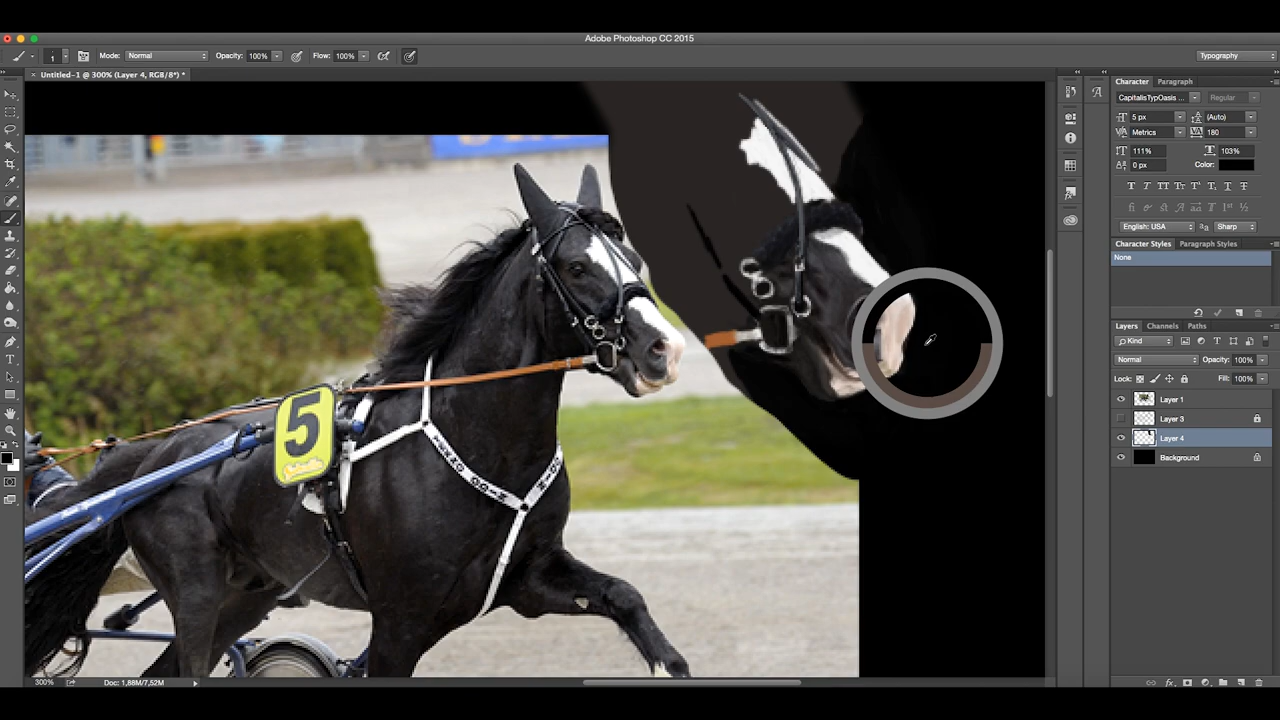 Adobe Photoshop CC 2015
1 Mode: Normal Opacity: 100% Flow: 100% Typography
× Untitled-1 @ 300% (Layer 4, RGB/8*) *
Character Paragraph
CapitalisTypOasis ... Regular
5 px (Auto)
Metrics 180
111% 103%
0 px Color:
T T TT Tr T' T, T T
English: USA Sharp
Character Styles Paragraph Styles
None
Layers Channels Paths
Kind
Normal Opacity: 100%
Lock: Fill: 100%
Layer 1
Layer 3
Layer 4
Background
5
300% Doc: 1,88M/7,52M